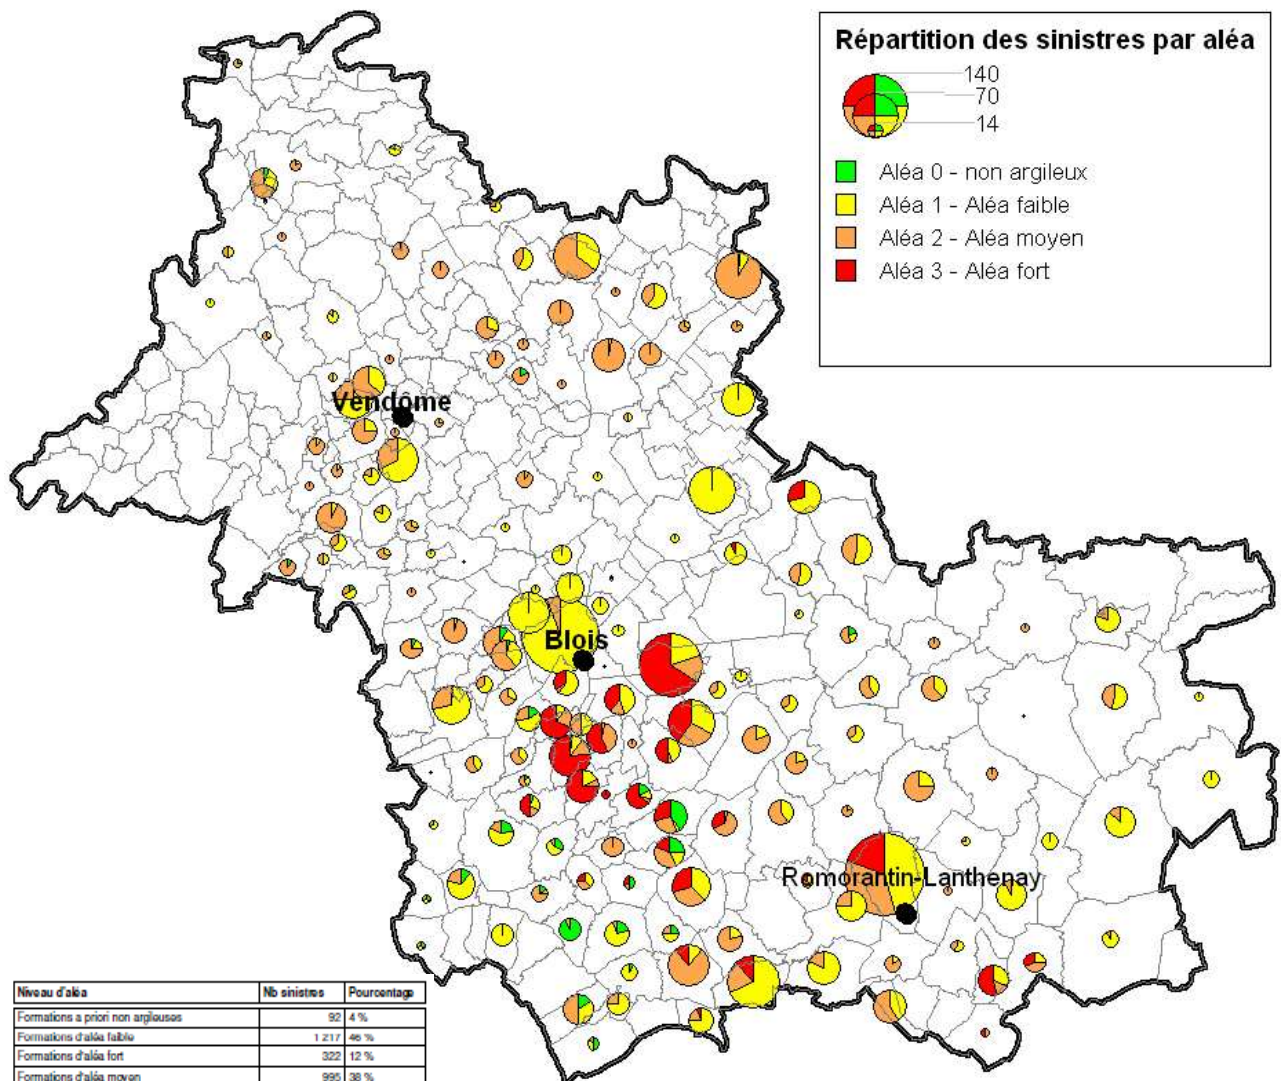 Répartition des sinistres par aléa
140
70
14
Aléa 0 - non argileux
Aléa 1 - Aléa faible
Aléa 2 - Aléa moyen
Aléa 3 - Aléa fort
Vendôme
Blois
Romorantin-Lanthenay
Niveau d'aléa Nb sinistres Pourcentage
Formations a priori non argileuses 92 4 %
Formations d'aléa faible 1 217 46 %
Formations d'aléa fort 322 12 %
Formations d'aléa moyen 995 38 %